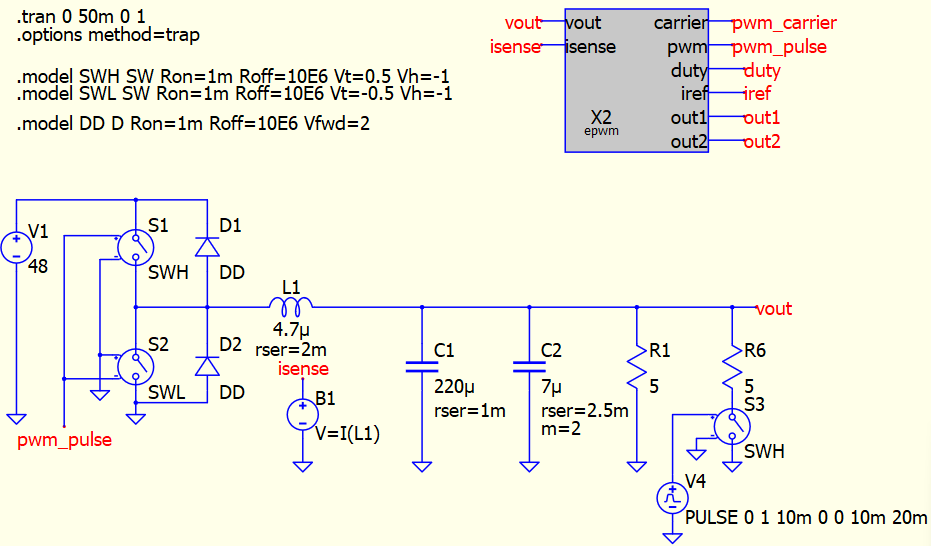 .tran 0 50m 0 1
.options method=trap
.model SWH SW Ron=1m Roff=10E6 Vt=0.5 Vh=-1
.model SWL SW Ron=1m Roff=10E6 Vt=-0.5 Vh=-1
.model DD D Ron=1m Roff=10E6 Vfwd=2
vout vout carrier pwm_carrier
isense isense pwm pwm_pulse
duty duty
iref iref
X2 out1 out1
epwm
out2 out2
V1
48
S1
SWH
D1
DD
S2
SWL
D2
DD
pwm_pulse
L1
4.7µ
rser=2m
isense
B1
V=I(L1)
C1
220µ
rser=1m
C2
7µ
rser=2.5m
m=2
R1
5
vout
R6
5
S3
SWH
V4
PULSE 0 1 10m 0 0 10m 20m